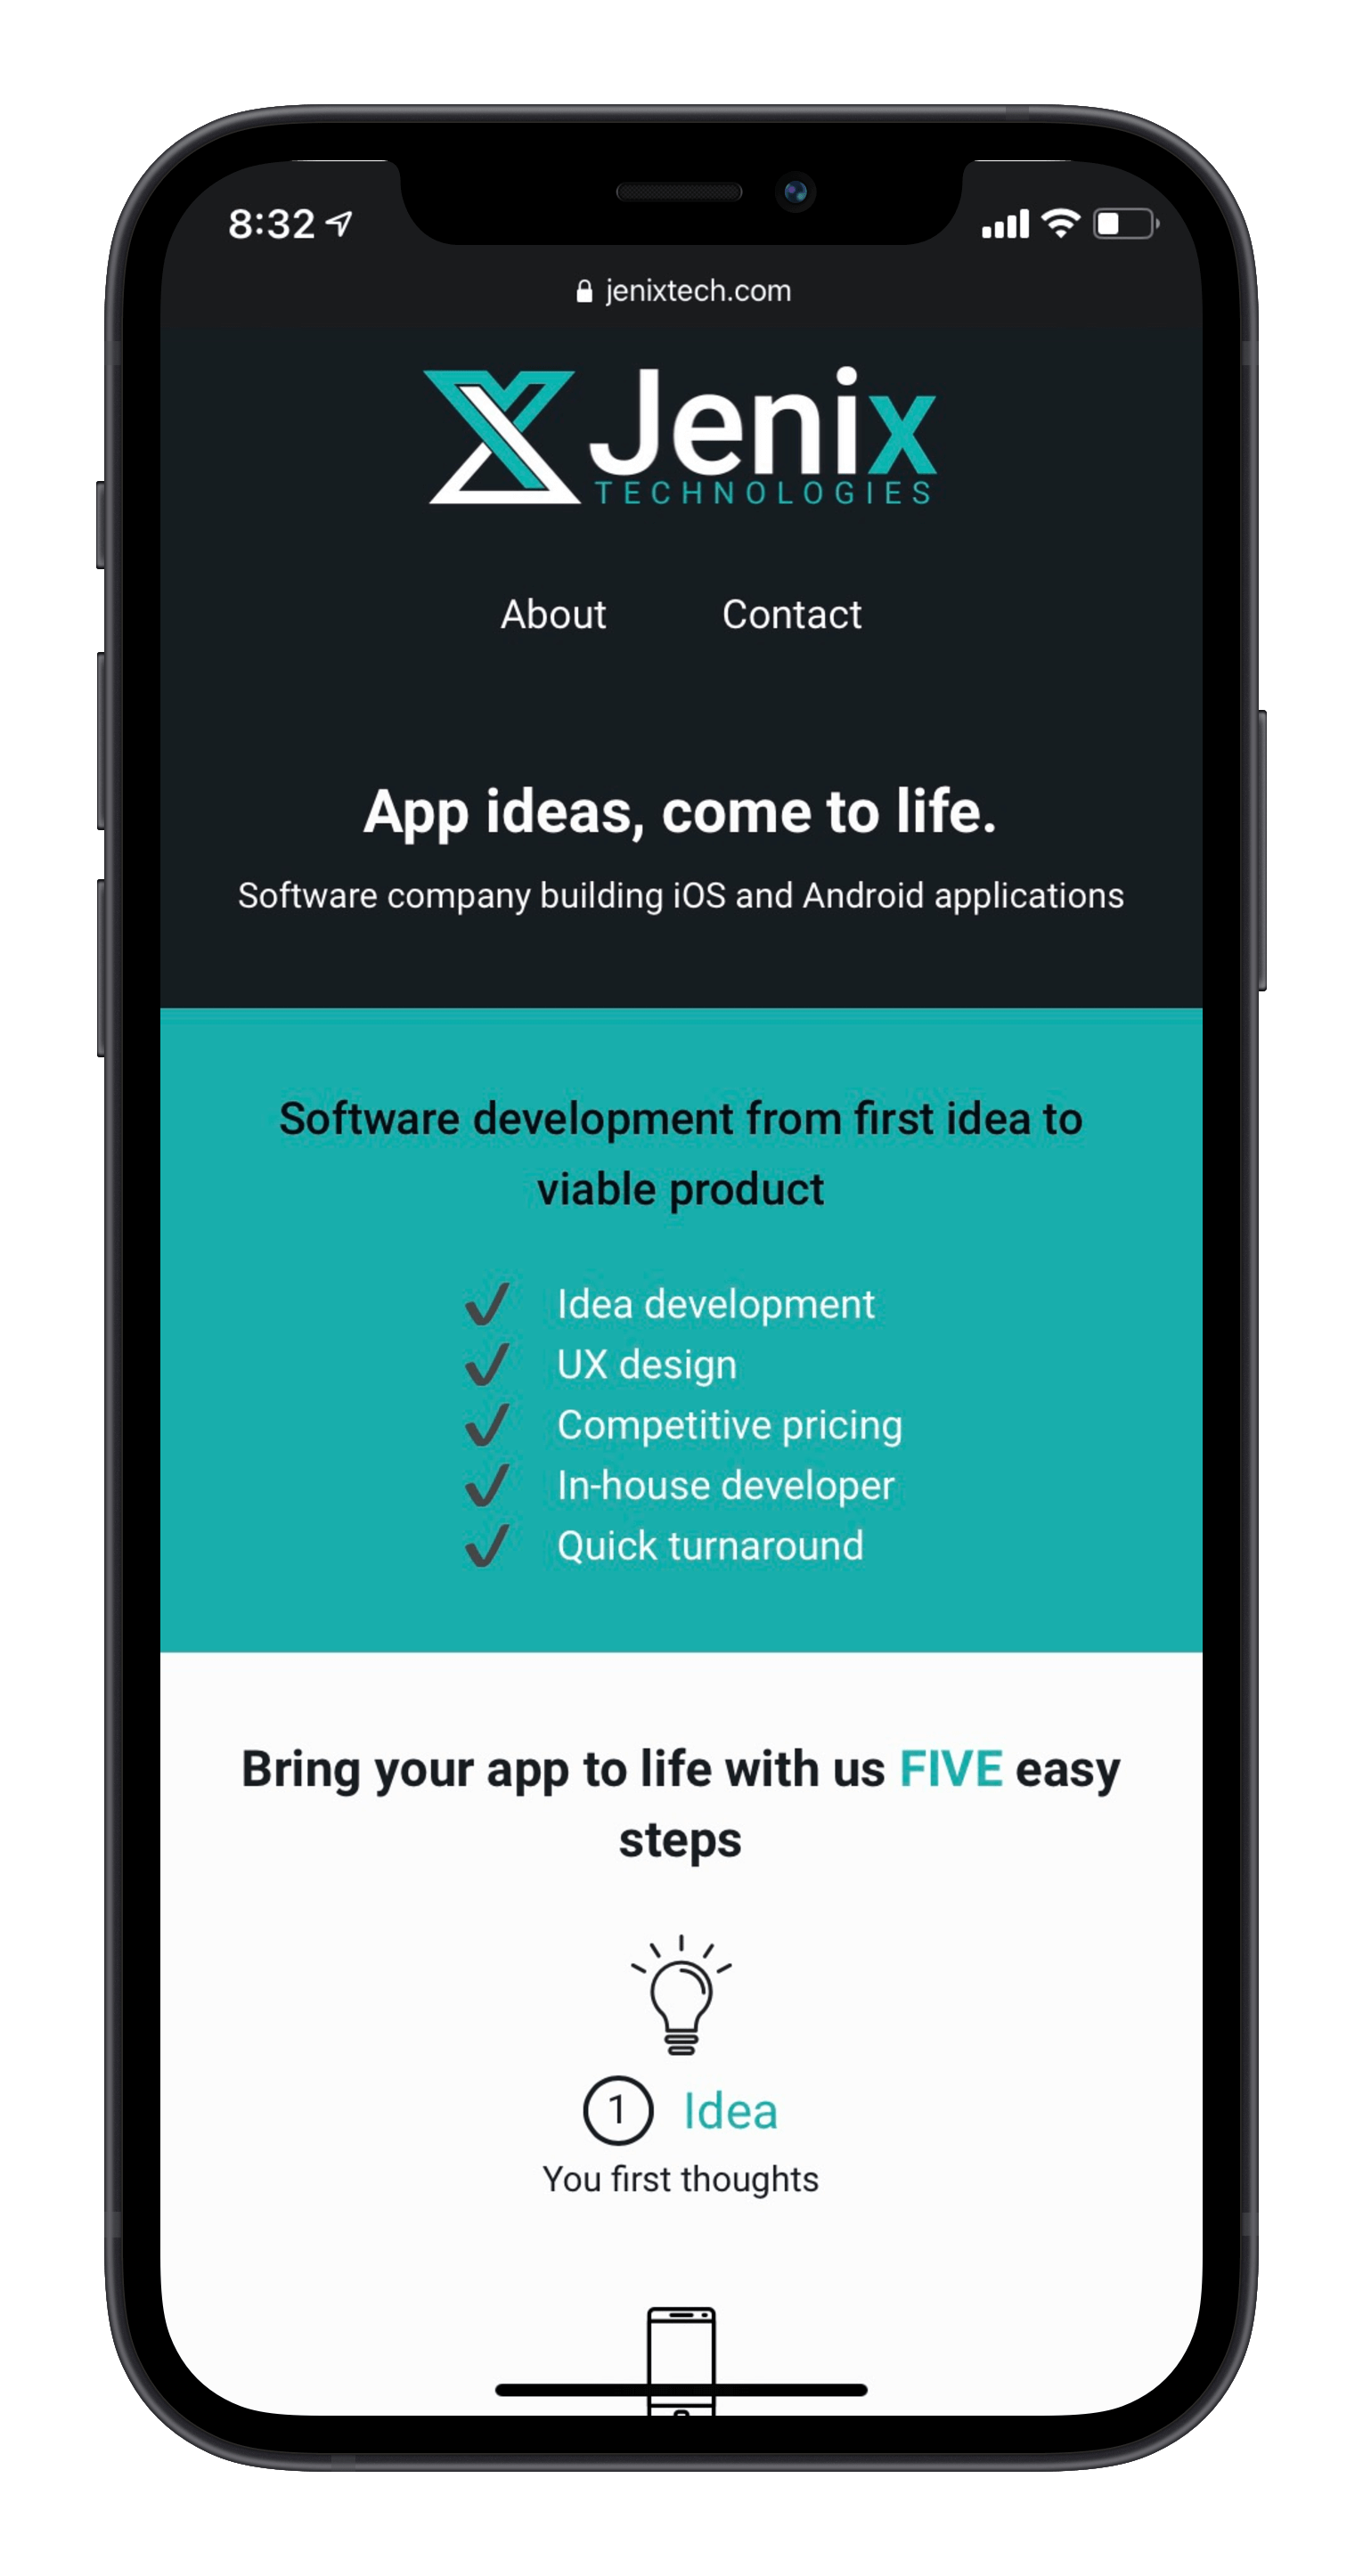 8:32
jenixtech.com
Jenix
TECHNOLOGIES
About Contact
App ideas, come to life.
Software company building iOS and Android applications
Software development from first idea to
viable product
Idea development
UX design
Competitive pricing
In-house developer
Quick turnaround
Bring your app to life with us FIVE easy
steps
1 Idea
You first thoughts